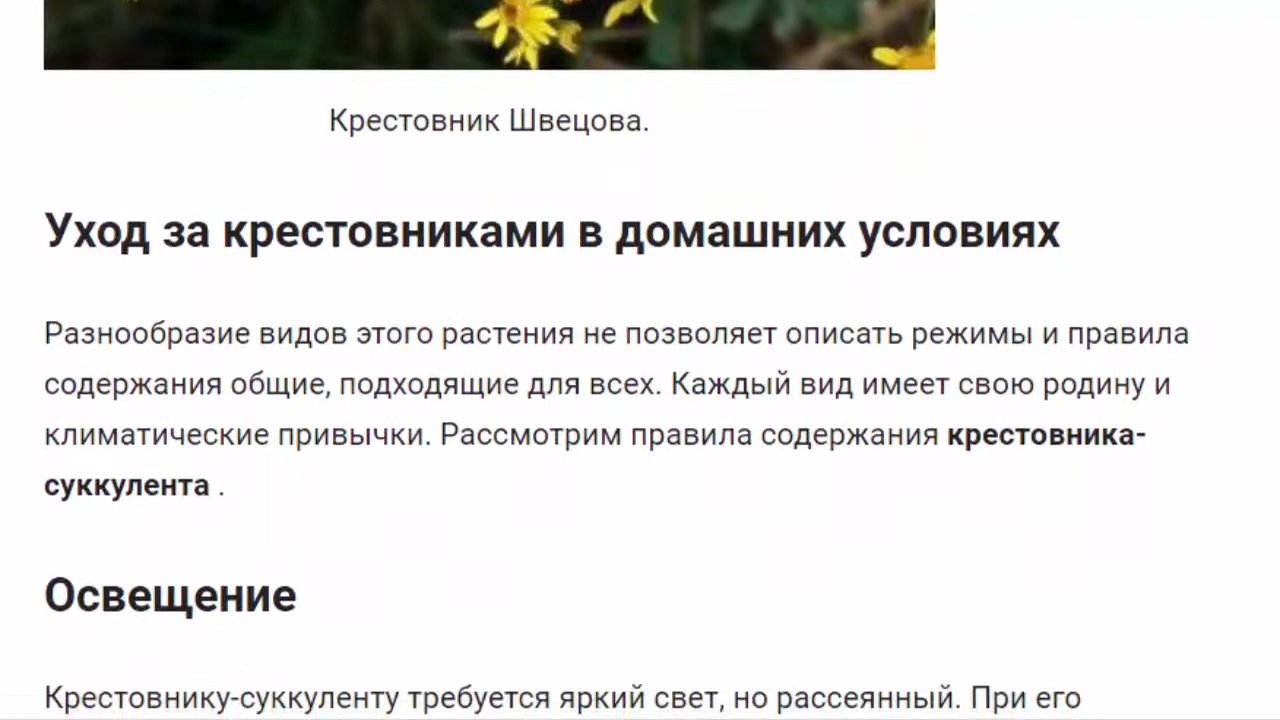 Крестовник Швецова.
Уход за крестовниками в домашних условиях
Разнообразие видов этого растения не позволяет описать режимы и правила
содержания общие, подходящие для всех. Каждый вид имеет свою родину и
климатические привычки. Рассмотрим правила содержания крестовника-
суккулента .
Освещение
Крестовнику-суккуленту требуется яркий свет, но рассеянный. При его